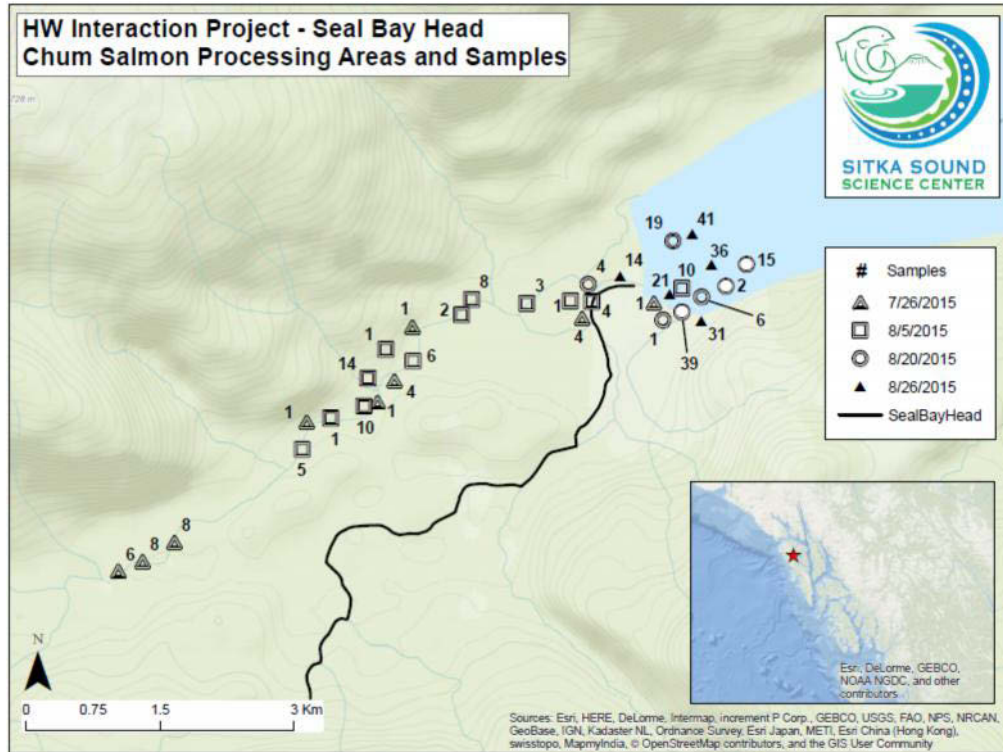 HW Interaction Project - Seal Bay Head
Chum Salmon Processing Areas and Samples
728 m
SITKA SOUND
SCIENCE CENTER
41
19
36
15
14
4
10
21
2
3
8
1
4
1
2
1
4
1
6
31
39
1
6
14
4
1
1
10
1
5
8
8
6
# Samples
7/26/2015
8/5/2015
8/20/2015
8/26/2015
SealBayHead
N
0 0.75 1.5 3 Km
Esri, DeLorme, GEBCO,
NOAA NGDC, and other
contributors
Sources: Esri, HERE, DeLorme, Intermap, increment P Corp., GEBCO, USGS, FAO, NPS, NRCAN,
GeoBase, IGN, Kadaster NL, Ordnance Survey, Esri Japan, METI, Esri China (Hong Kong),
swisstopo, MapmyIndia, © OpenStreetMap contributors, and the GIS User Community